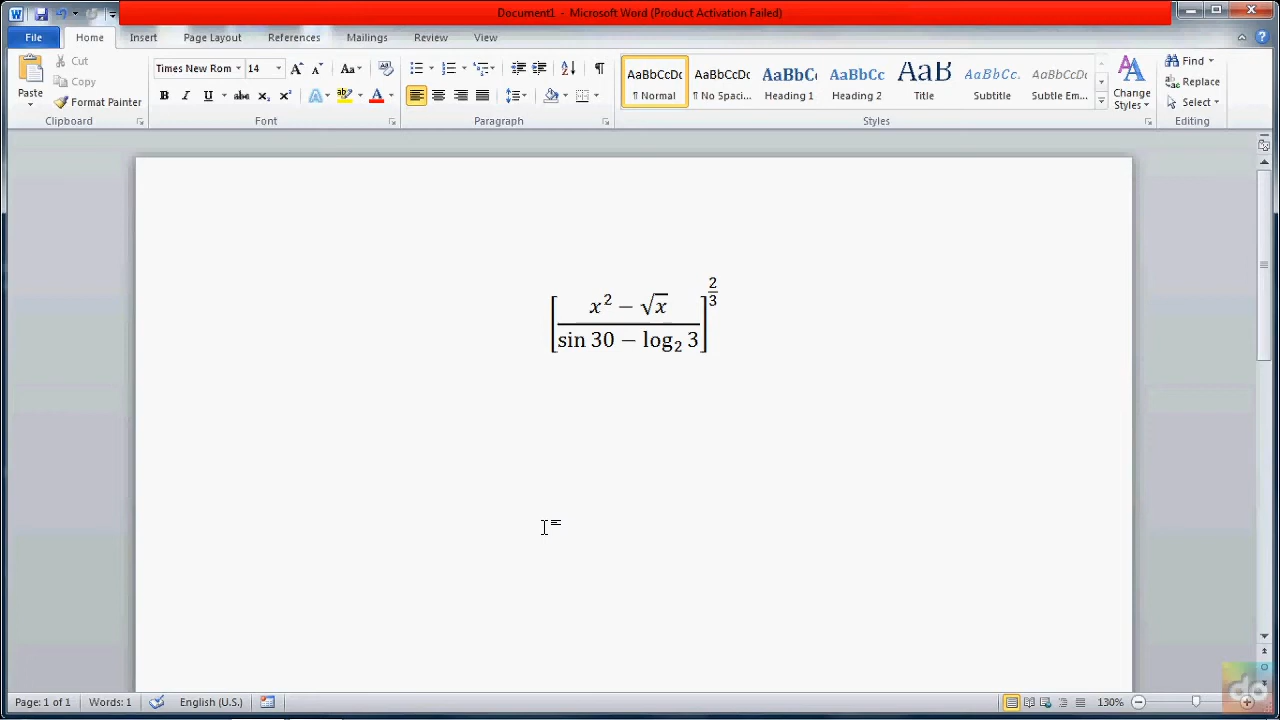 Document1 - Microsoft Word (Product Activation Failed)
File Home Insert Page Layout References Mailings Review View
Paste
Cut
Copy
Format Painter
Clipboard
Times New Rom 14
Font
Paragraph
AaBbCcDc AaBbCcDc AaBbC AaBbCc AaB AaBbCc. AaBbCcDc
¶ Normal ¶ No Spaci... Heading 1 Heading 2 Title Subtitle Subtle Em...
Change Styles
Styles
Find
Replace
Select
Editing
[(x² − √x)/(sin 30 − log₂ 3)]^(2/3)
Page: 1 of 1 Words: 1 English (U.S.) 130%
do